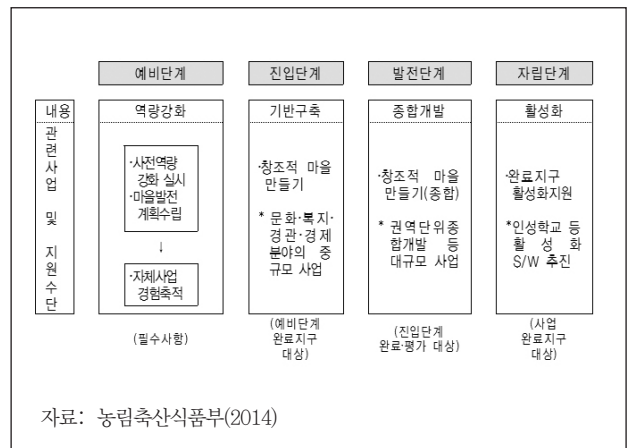 예비단계 진입단계 발전단계 자립단계
내용 역량강화 기반구축 종합개발 활성화
관련사업 및 지원수단
·사전역량
강화 실시
·마을발전
계획수립
↓
·자체사업
경험축적
·창조적 마을
만들기
* 문화·복지·
경관·경제
분야의 중
규모 사업
·창조적 마을
만들기(종합)
* 권역단위종
합개발 등
대규모 사업
·완료지구
활성화지원
*인성학교 등
활성화
S/W 추진
(필수사항)
(예비단계
완료지구
대상)
(진입단계
완료·평가 대상)
(사업
완료지구
대상)
자료: 농림축산식품부(2014)